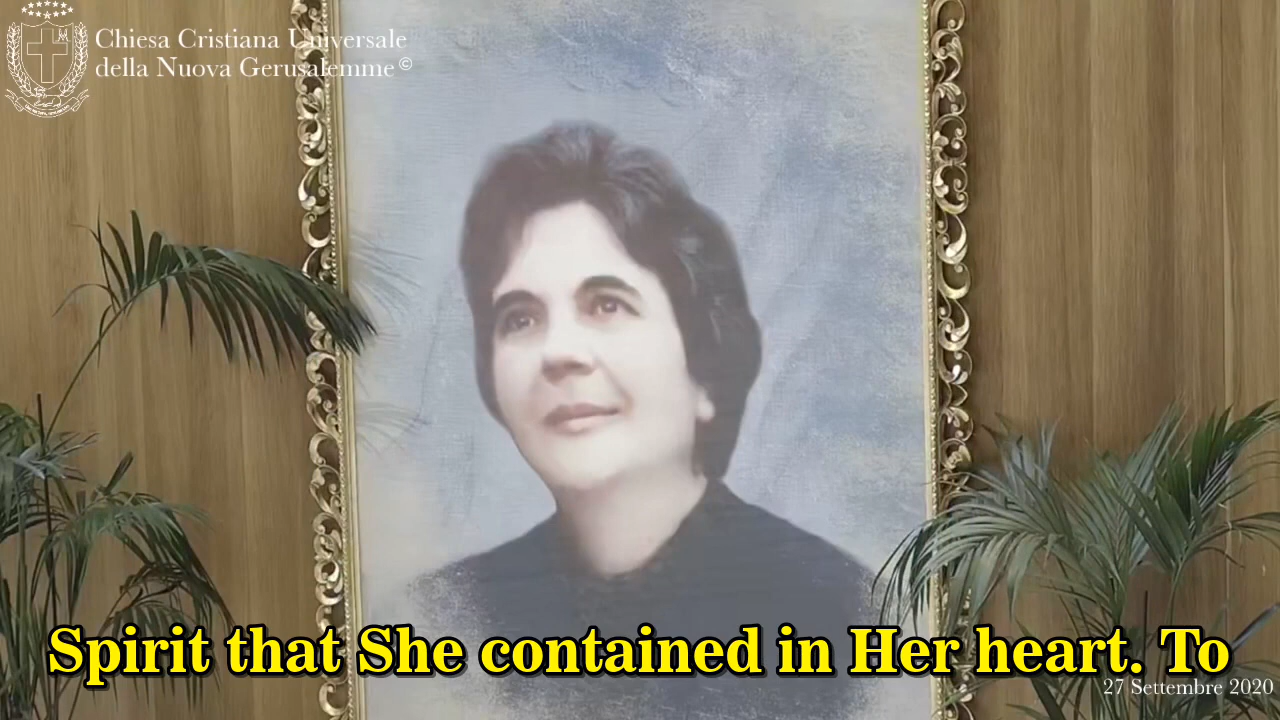 Chiesa Cristiana Universale
della Nuova Gerusalemme©
Spirit that She contained in Her heart. To
27 Settembre 2020